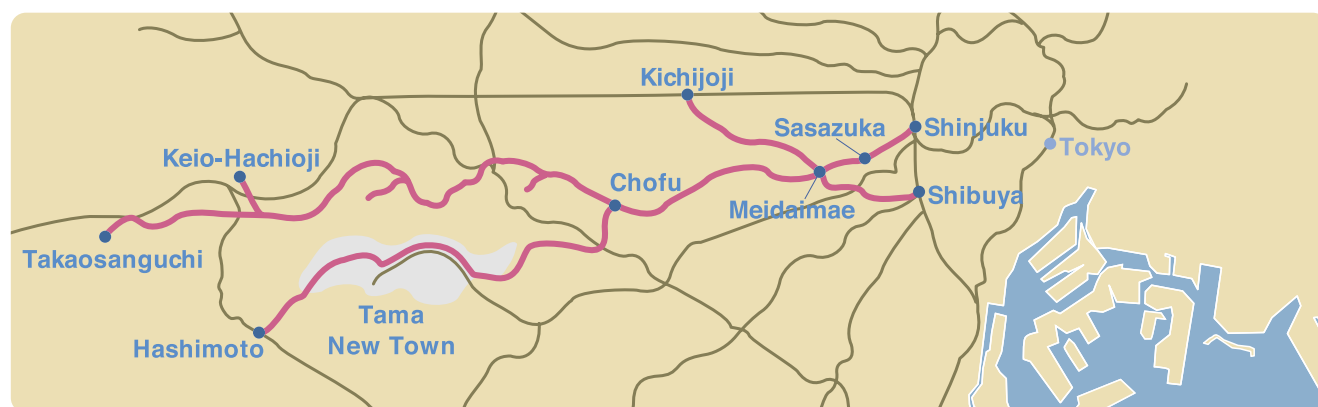 Kichijoji
Sasazuka
Shinjuku
Tokyo
Keio-Hachioji
Chofu
Meidaimae
Shibuya
Takaosanguchi
Tama
New Town
Hashimoto